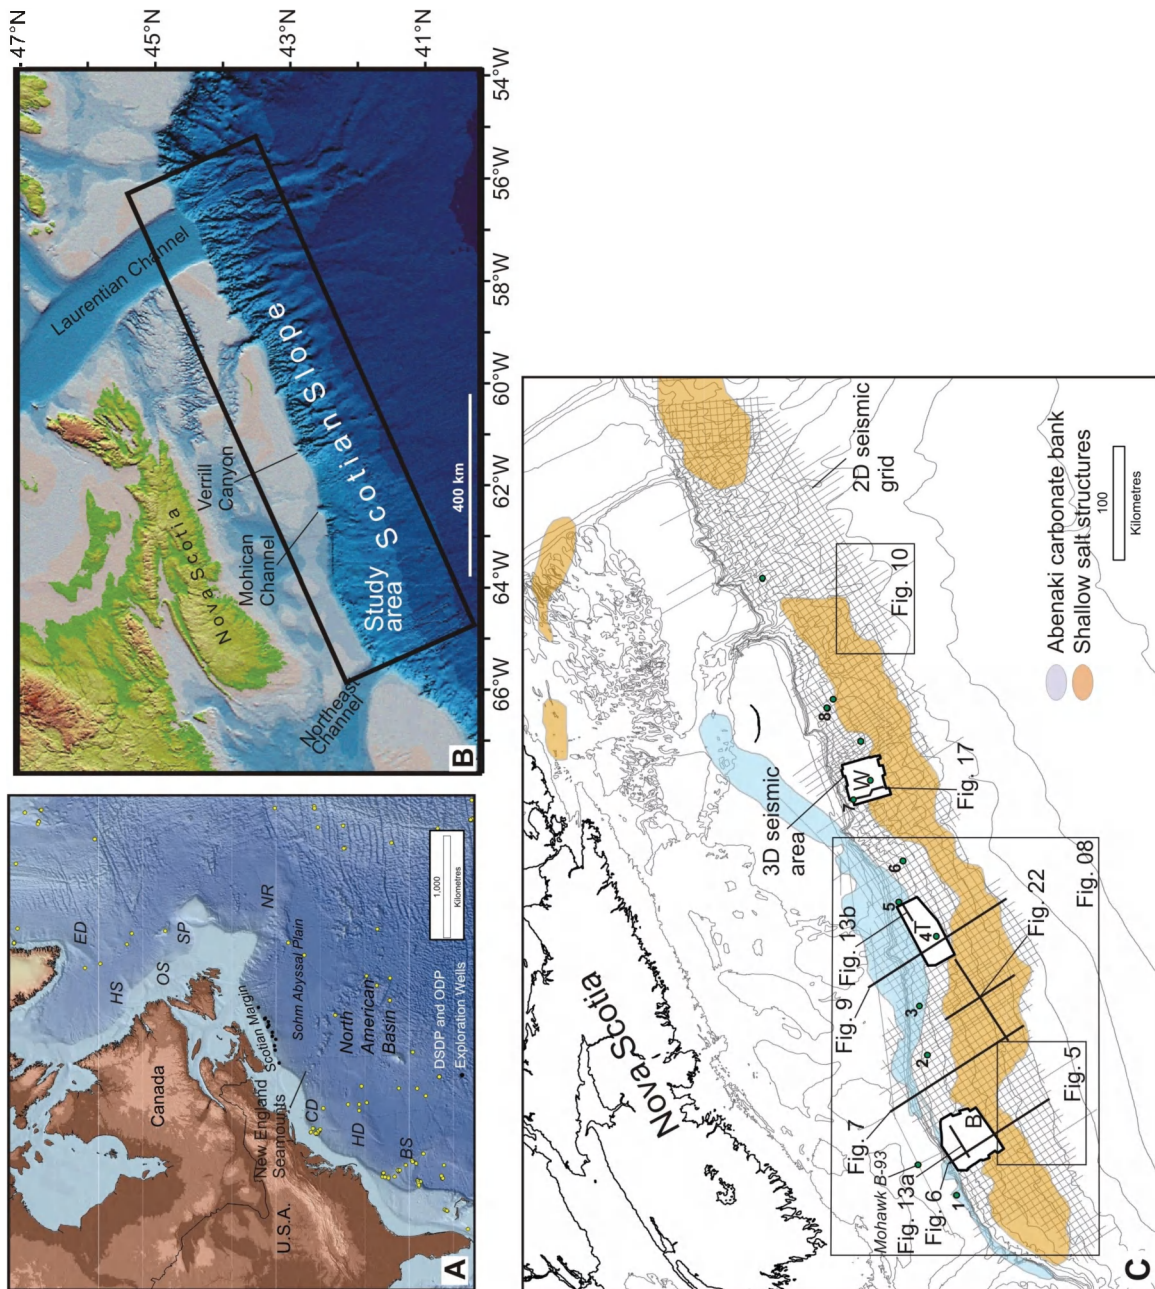 ED
HS
SP
OS
NR
Canada
Scotian Margin
Sohm Abyssal Plain
New England
Seamounts
North
American
Basin
U.S.A.
CD
HD
BS
1,000
Kilometres
DSDP and ODP
Exploration Wells
A
47°N
45°N
43°N
41°N
Laurentian Channel
Nova Scotia
Verrill
Canyon
Mohican
Channel
Scotian Slope
Study
area
Northeast
Channel
400 km
B
66°W
64°W
62°W
60°W
58°W
56°W
54°W
Nova Scotia
3D seismic
area
2D seismic
grid
Fig. 10
Fig. 17
Fig. 13b
Fig. 9
Fig. 7
Mohawk B-93
Fig. 13a
Fig. 6
Fig. 22
Fig. 08
Fig. 5
1
2
3
4
T
5
6
7
W
8
B
Abenaki carbonate bank
Shallow salt structures
100
Kilometres
C